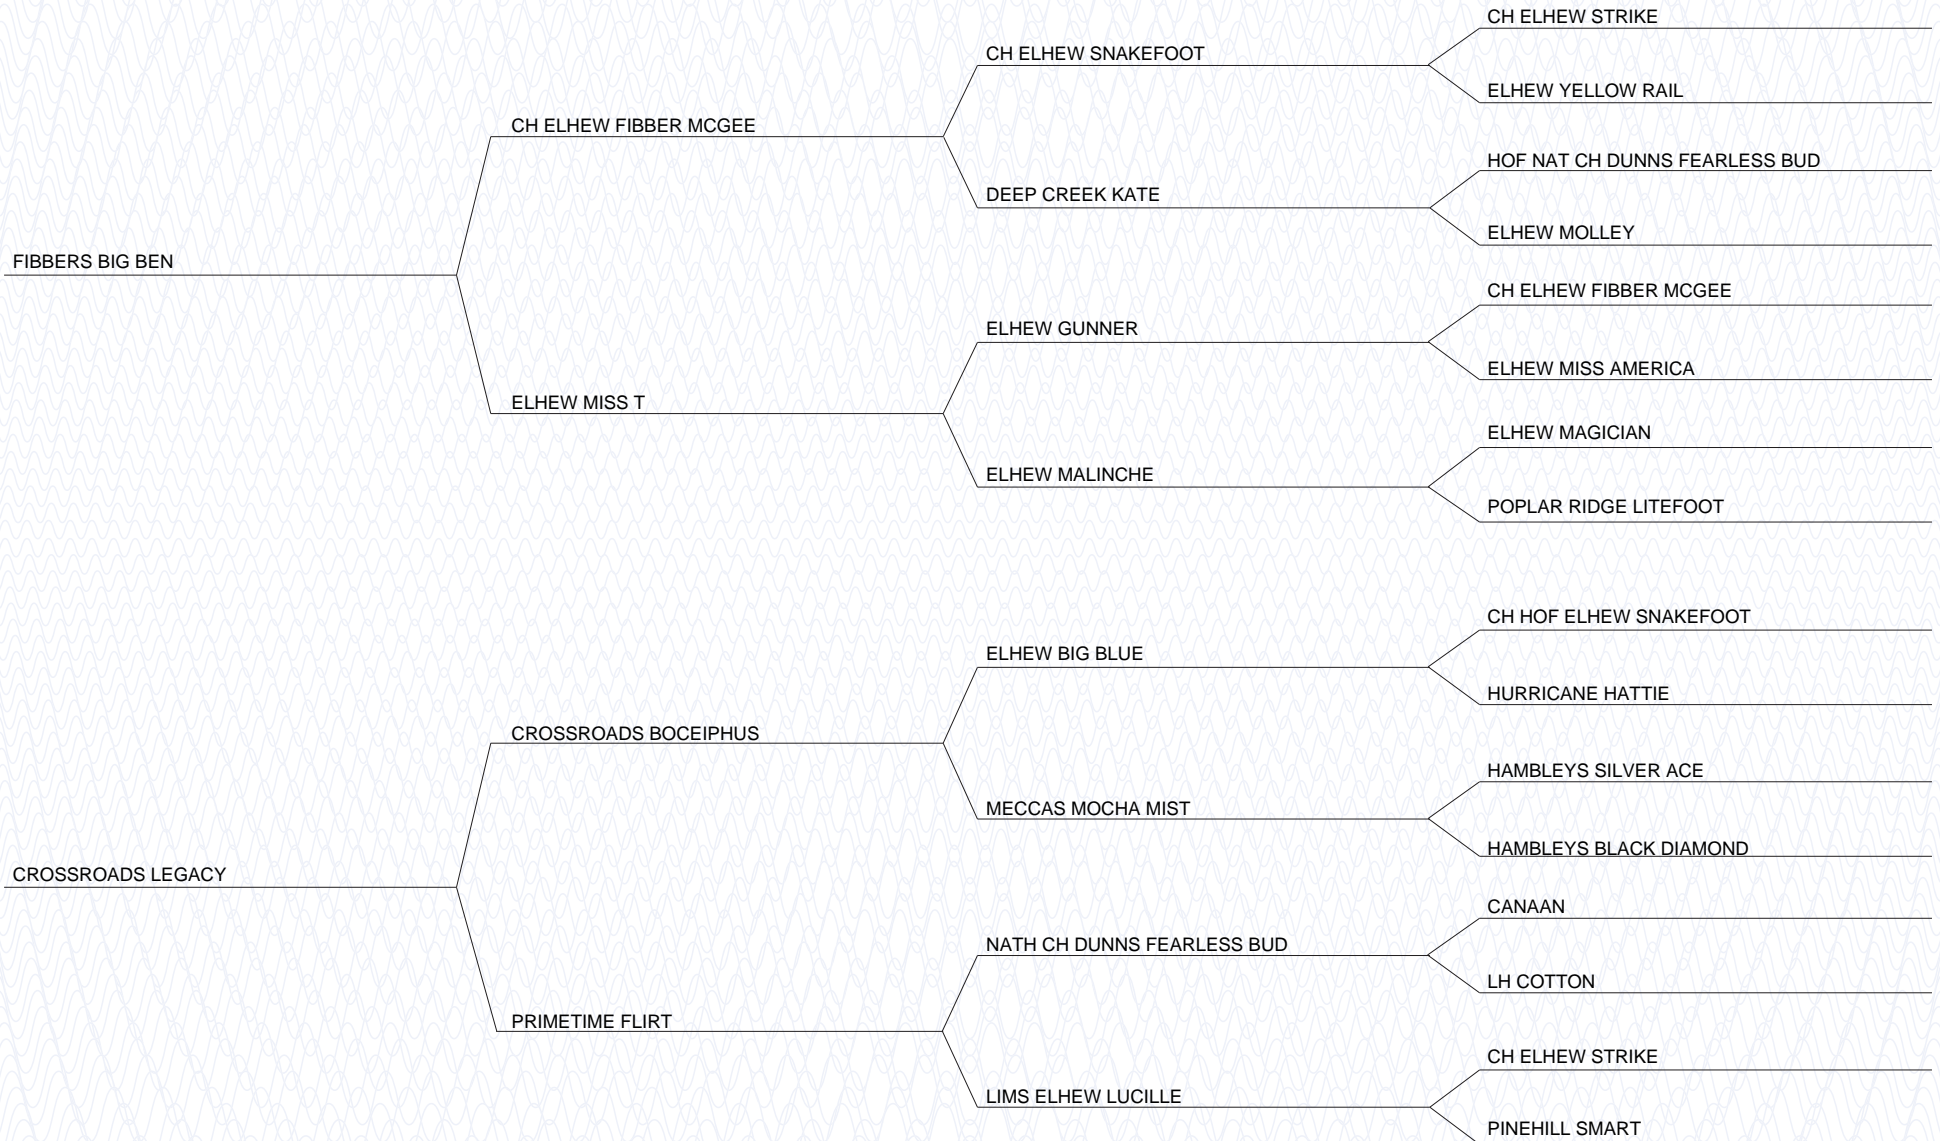 CH ELHEW STRIKE
CH ELHEW SNAKEFOOT
ELHEW YELLOW RAIL
CH ELHEW FIBBER MCGEE
HOF NAT CH DUNNS FEARLESS BUD
DEEP CREEK KATE
ELHEW MOLLEY
FIBBERS BIG BEN
CH ELHEW FIBBER MCGEE
ELHEW GUNNER
ELHEW MISS AMERICA
ELHEW MISS T
ELHEW MAGICIAN
ELHEW MALINCHE
POPLAR RIDGE LITEFOOT
CH HOF ELHEW SNAKEFOOT
ELHEW BIG BLUE
HURRICANE HATTIE
CROSSROADS BOCEIPHUS
HAMBLEYS SILVER ACE
MECCAS MOCHA MIST
HAMBLEYS BLACK DIAMOND
CROSSROADS LEGACY
CANAAN
NATH CH DUNNS FEARLESS BUD
LH COTTON
PRIMETIME FLIRT
CH ELHEW STRIKE
LIMS ELHEW LUCILLE
PINEHILL SMART